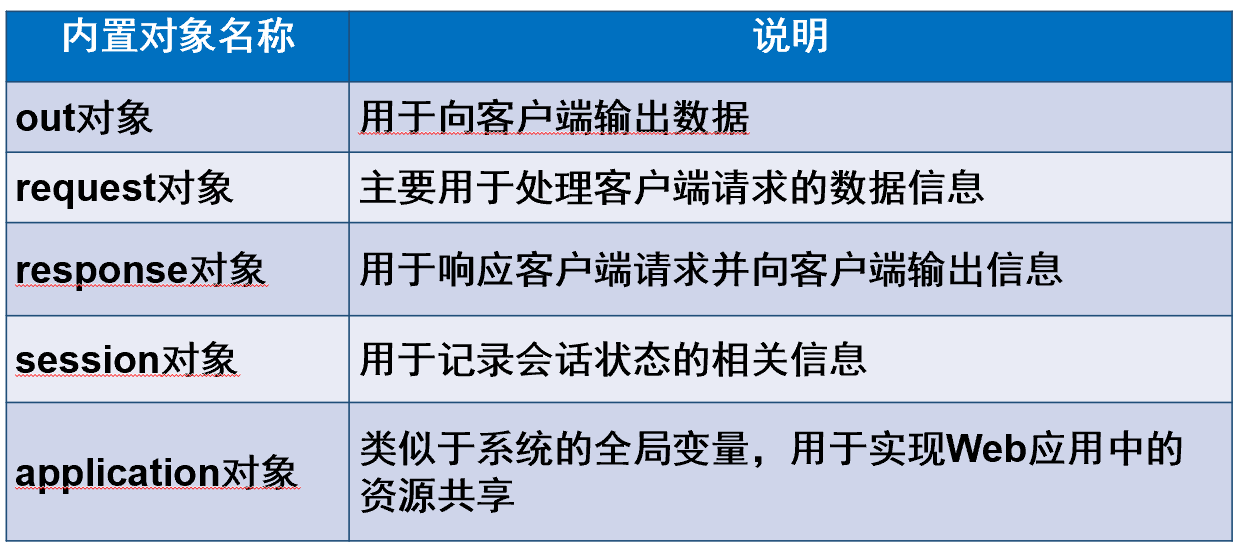 内置对象名称
说明
out对象
用于向客户端输出数据
request对象
主要用于处理客户端请求的数据信息
response对象
用于响应客户端请求并向客户端输出信息
session对象
用于记录会话状态的相关信息
application对象
类似于系统的全局变量，用于实现Web应用中的
资源共享